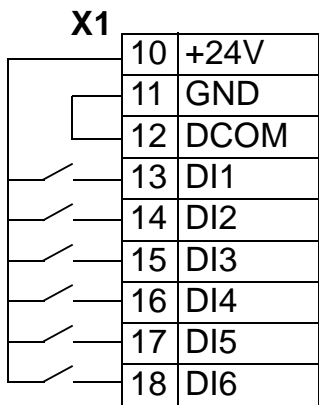 X1
10 +24V
11 GND
12 DCOM
13 DI1
14 DI2
15 DI3
16 DI4
17 DI5
18 DI6